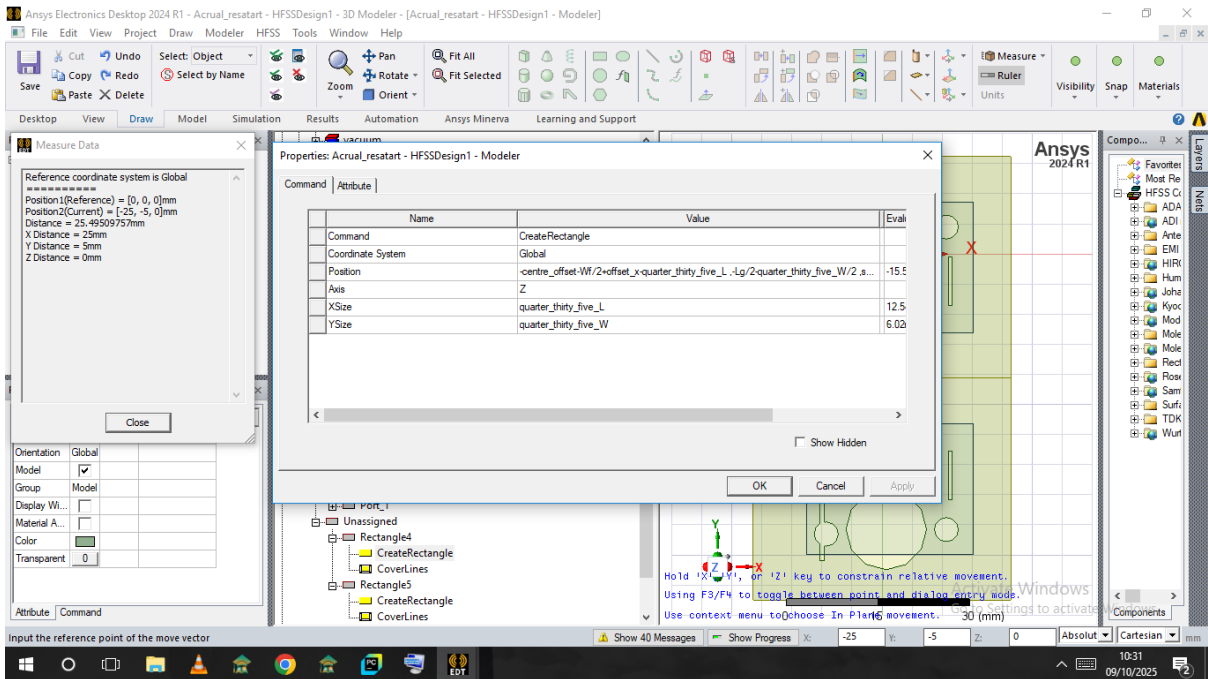 Ansys Electronics Desktop 2024 R1 - Acrual_resatart - HFSSDesign1 - 3D Modeler - [Acrual_resatart - HFSSDesign1 - Modeler]
File Edit View Project Draw Modeler HFSS Tools Window Help
Save
Cut
Copy
Paste
Undo
Redo
Delete
Select: Object
Select by Name
Zoom
Pan
Rotate
Orient
Fit All
Fit Selected
Measure
Ruler
Units
Visibility
Snap
Materials
Desktop View Draw Model Simulation Results Automation Ansys Minerva Learning and Support
Measure Data
Reference coordinate system is Global
==========
Position1(Reference) = [0, 0, 0]mm
Position2(Current) = [-25, -5, 0]mm
Distance = 25.49509757mm
X Distance = 25mm
Y Distance = 5mm
Z Distance = 0mm
Close
Orientation Global
Model
Group Model
Display Wi...
Material A...
Color
Transparent 0
Attribute Command
vacuum
Properties: Acrual_resatart - HFSSDesign1 - Modeler
Command Attribute
Name Value Evalu
Command CreateRectangle
Coordinate System Global
Position -centre_offset-Wf/2+offset_x-quarter_thirty_five_L ,-Lg/2-quarter_thirty_five_W/2 ,s... -15.5
Axis Z
XSize quarter_thirty_five_L 12.5
YSize quarter_thirty_five_W 6.02
Show Hidden
OK Cancel Apply
Port_1
Unassigned
Rectangle4
CreateRectangle
CoverLines
Rectangle5
CreateRectangle
CoverLines
Ansys
2024 R1
X
Y
Z X
Hold 'X', 'Y', or 'Z' key to constrain relative movement.
Using F3/F4 to toggle between point and dialog entry mode.
Use context menu to choose In Plane movement.
0 15 30 (mm)
Activate Windows
Go to Settings to activate Windows.
Compo...
Favorites
Most Re
HFSS Co
ADA
ADI
Ante
EMI
HIRO
Hum
Joha
Kyoc
Mod
Mole
Mole
Rect
Rose
Sam
Surfa
TDK
Wurt
Components
Layers
Nets
Input the reference point of the move vector
Show 40 Messages Show Progress X: -25 Y: -5 Z: 0 Absolut Cartesian mm
EDT
10:31
09/10/2025
2